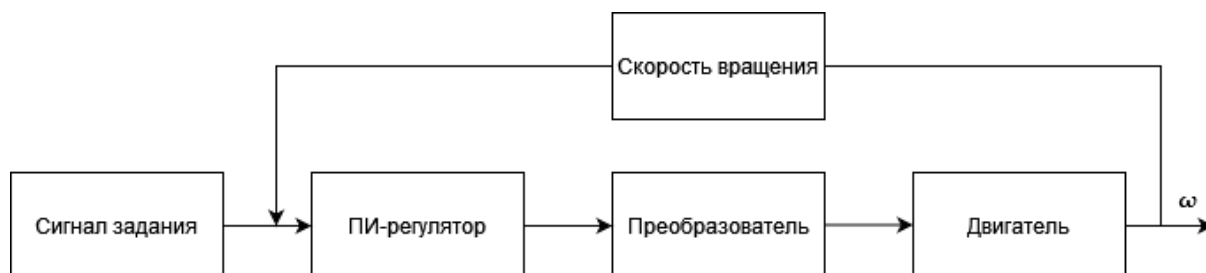 Скорость вращения
Сигнал задания
ПИ-регулятор
Преобразователь
Двигатель
ω